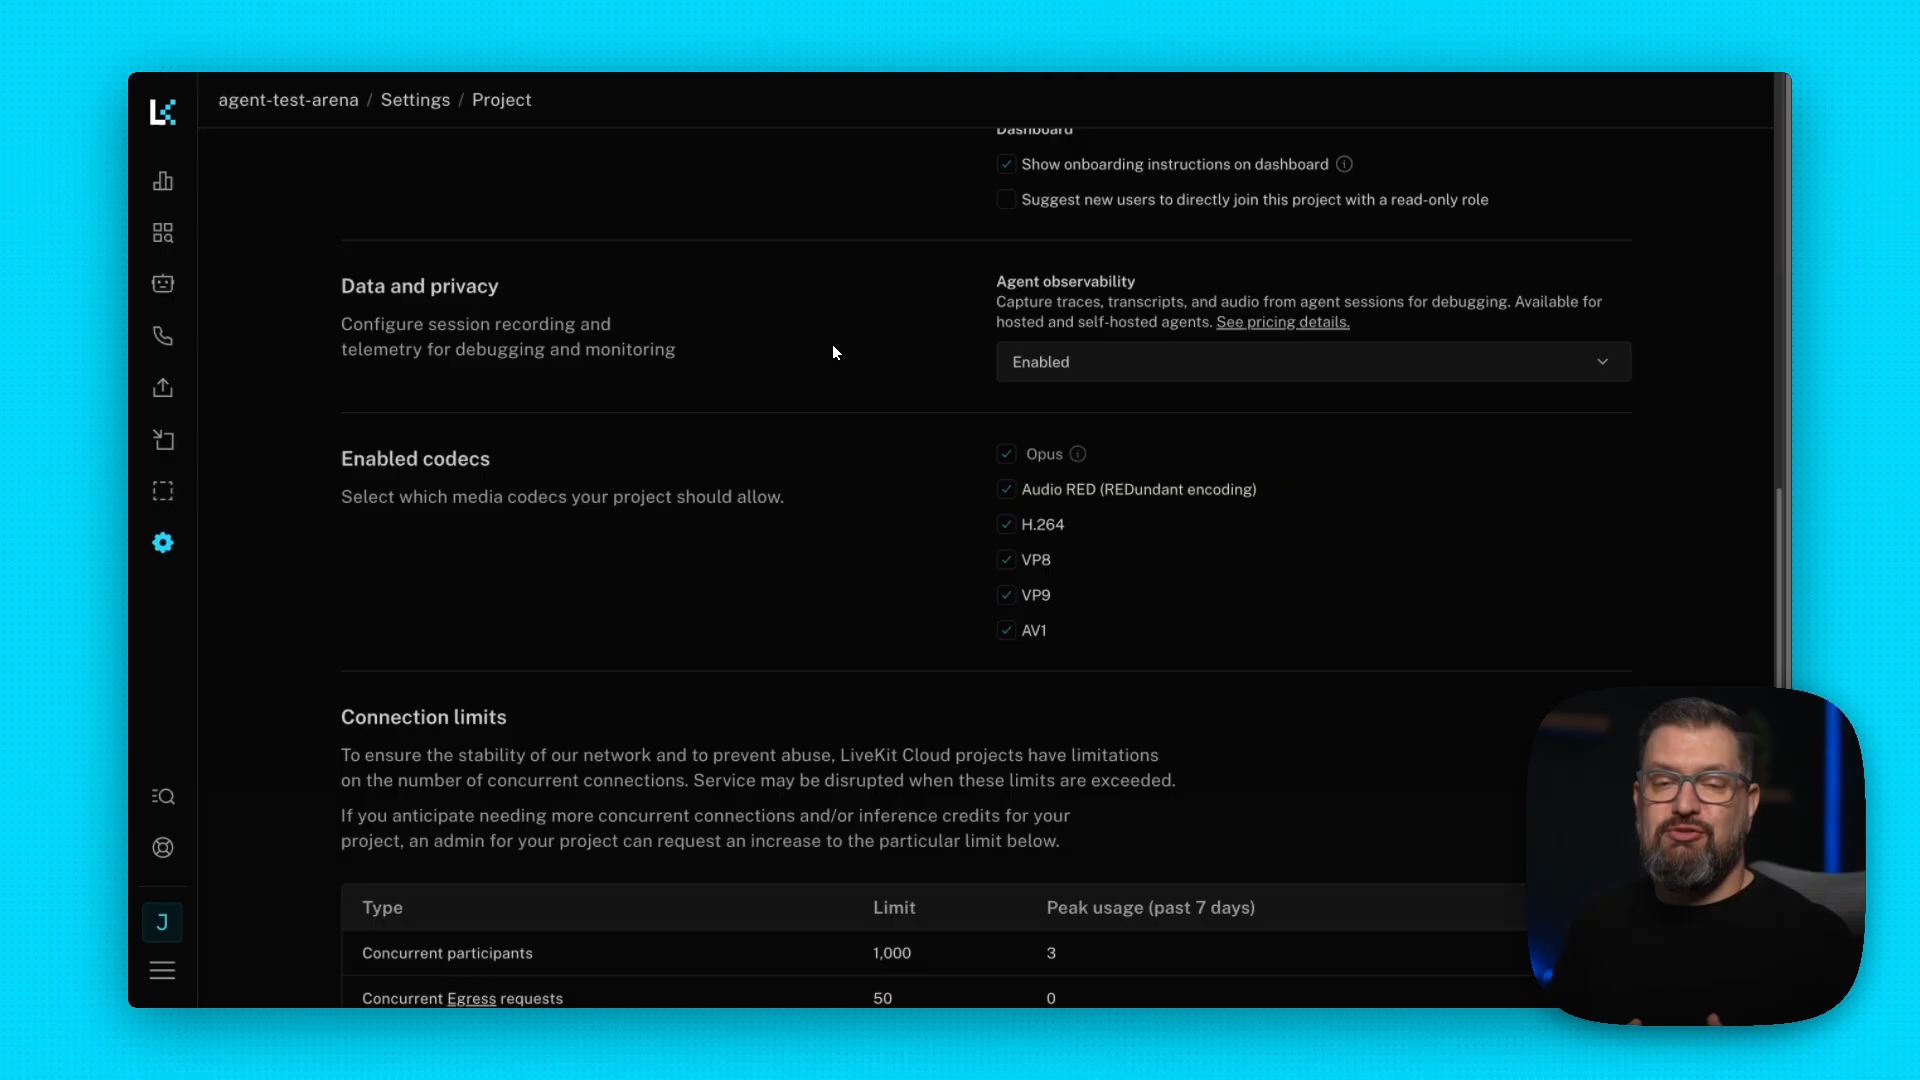 agent-test-arena / Settings / Project
Dashboard
Show onboarding instructions on dashboard
Suggest new users to directly join this project with a read-only role
Data and privacy
Configure session recording and
telemetry for debugging and monitoring
Agent observability
Capture traces, transcripts, and audio from agent sessions for debugging. Available for
hosted and self-hosted agents. See pricing details.
Enabled
Enabled codecs
Select which media codecs your project should allow.
Opus
Audio RED (REDundant encoding)
H.264
VP8
VP9
AV1
Connection limits
To ensure the stability of our network and to prevent abuse, LiveKit Cloud projects have limitations
on the number of concurrent connections. Service may be disrupted when these limits are exceeded.
If you anticipate needing more concurrent connections and/or inference credits for your
project, an admin for your project can request an increase to the particular limit below.
Type Limit Peak usage (past 7 days)
Concurrent participants 1,000 3
Concurrent Egress requests 50 0
J